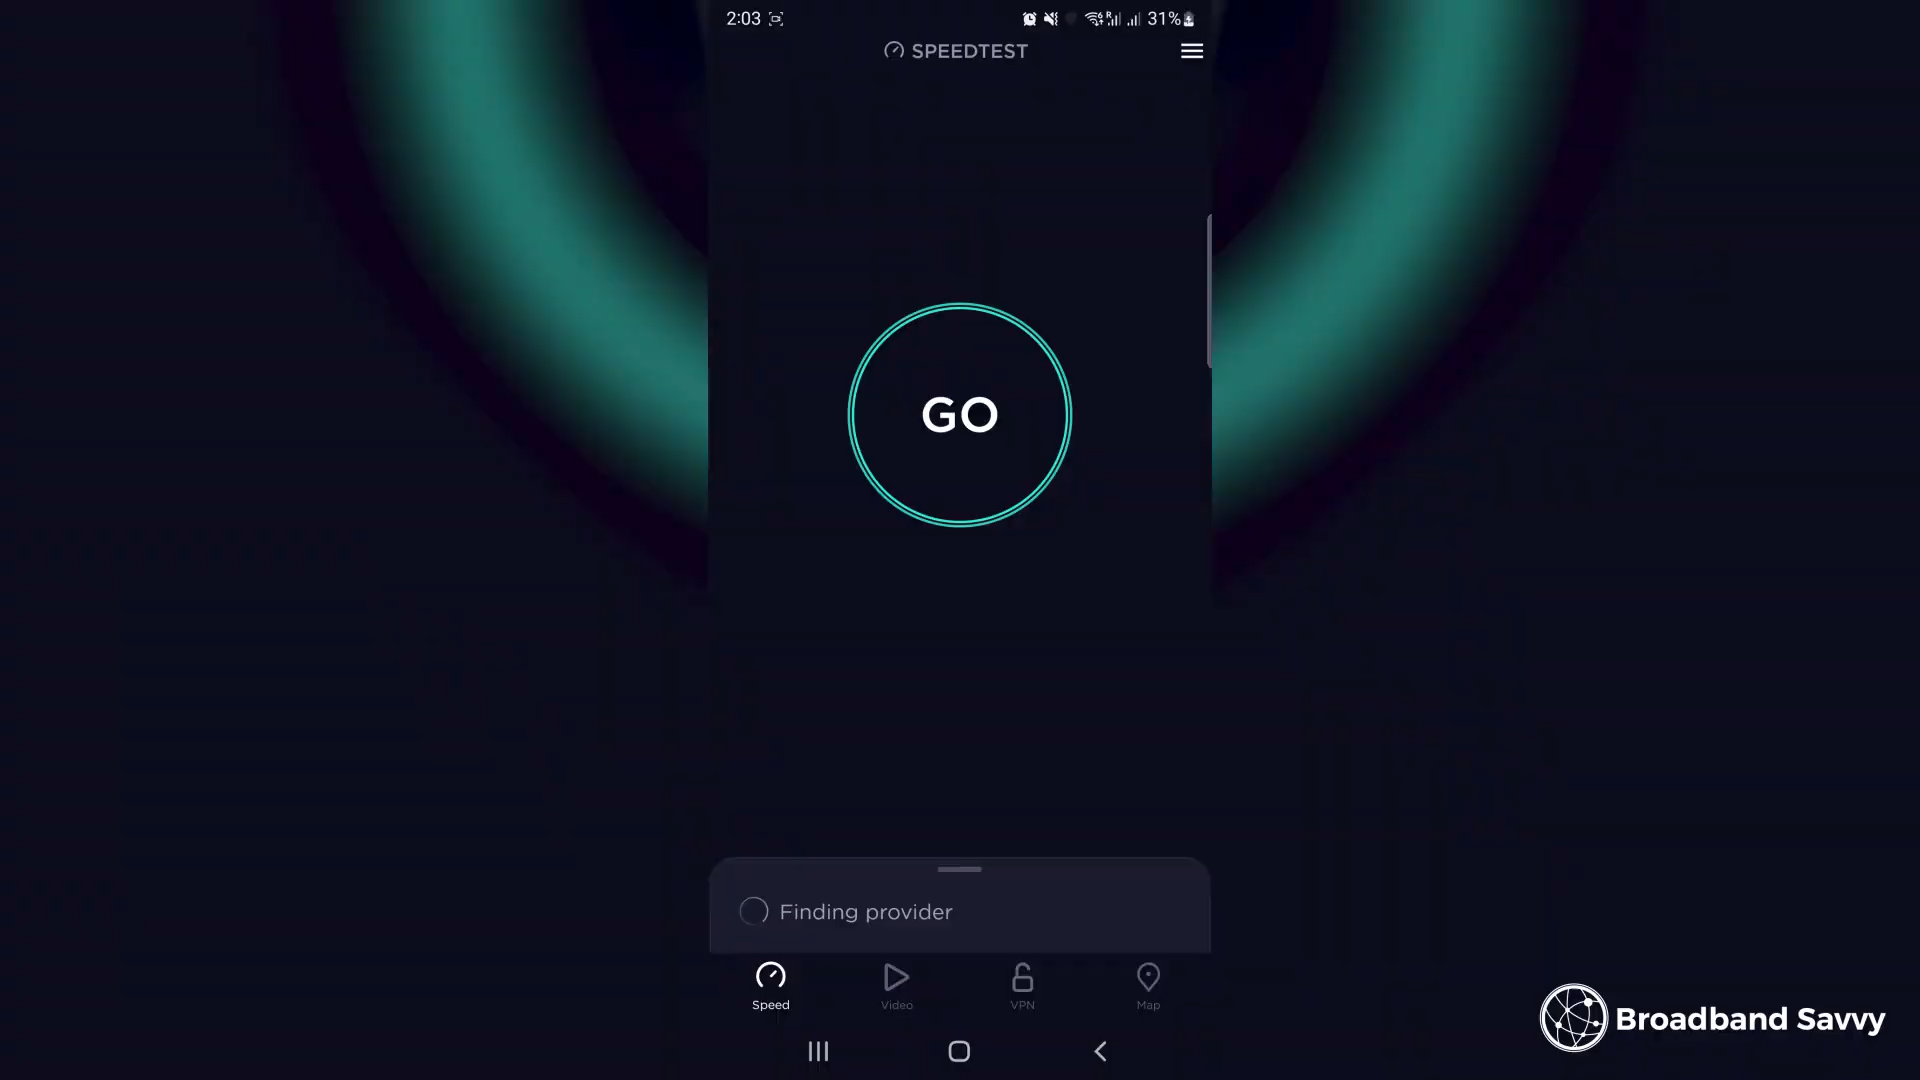 2:03
31%
SPEEDTEST
GO
Finding provider
Speed
Video
VPN
Map
Broadband Savvy